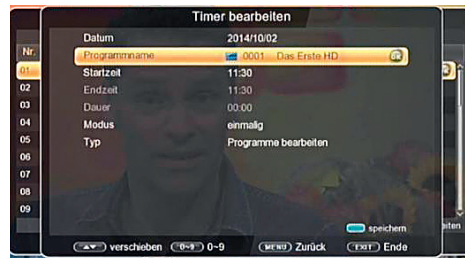 Timer bearbeiten
Nr.
Datum 2014/10/02
Programmname 0001 Das Erste HD
01
Startzeit 11:30
02
Endzeit 11:30
03
Dauer 00:00
04
Modus einmalig
05
Typ Programme bearbeiten
06
07
08
09
speichern
iten
verschieben 0~9 0~9 MENU Zurück EXIT Ende